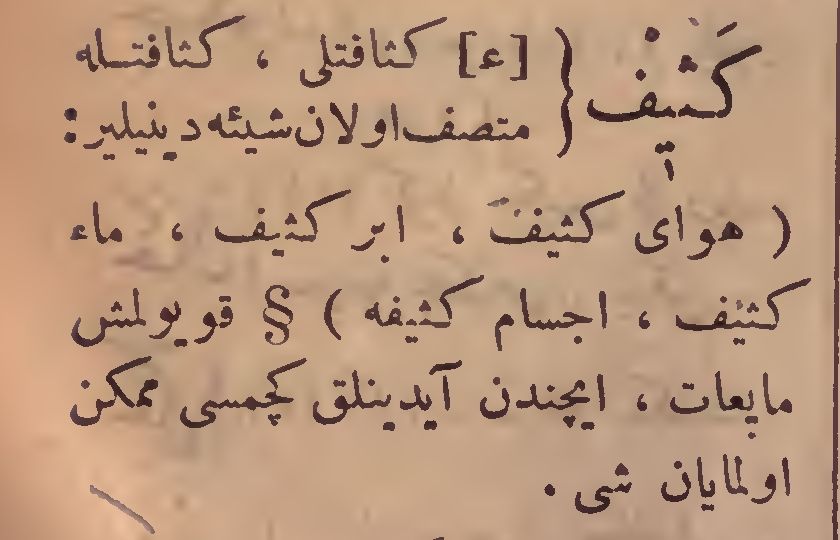 كَثيف { [ع] كثافتلى ، كثافتله
متصف اولان شيئه دينيلير :
( هواى كثيف ، ابر كثيف ، ماء
كثيف ، اجسام كثيفه ) § قويولمش
مايعات ، ايچندن آيدينلق كچمسى ممكن
اولمايان شى .